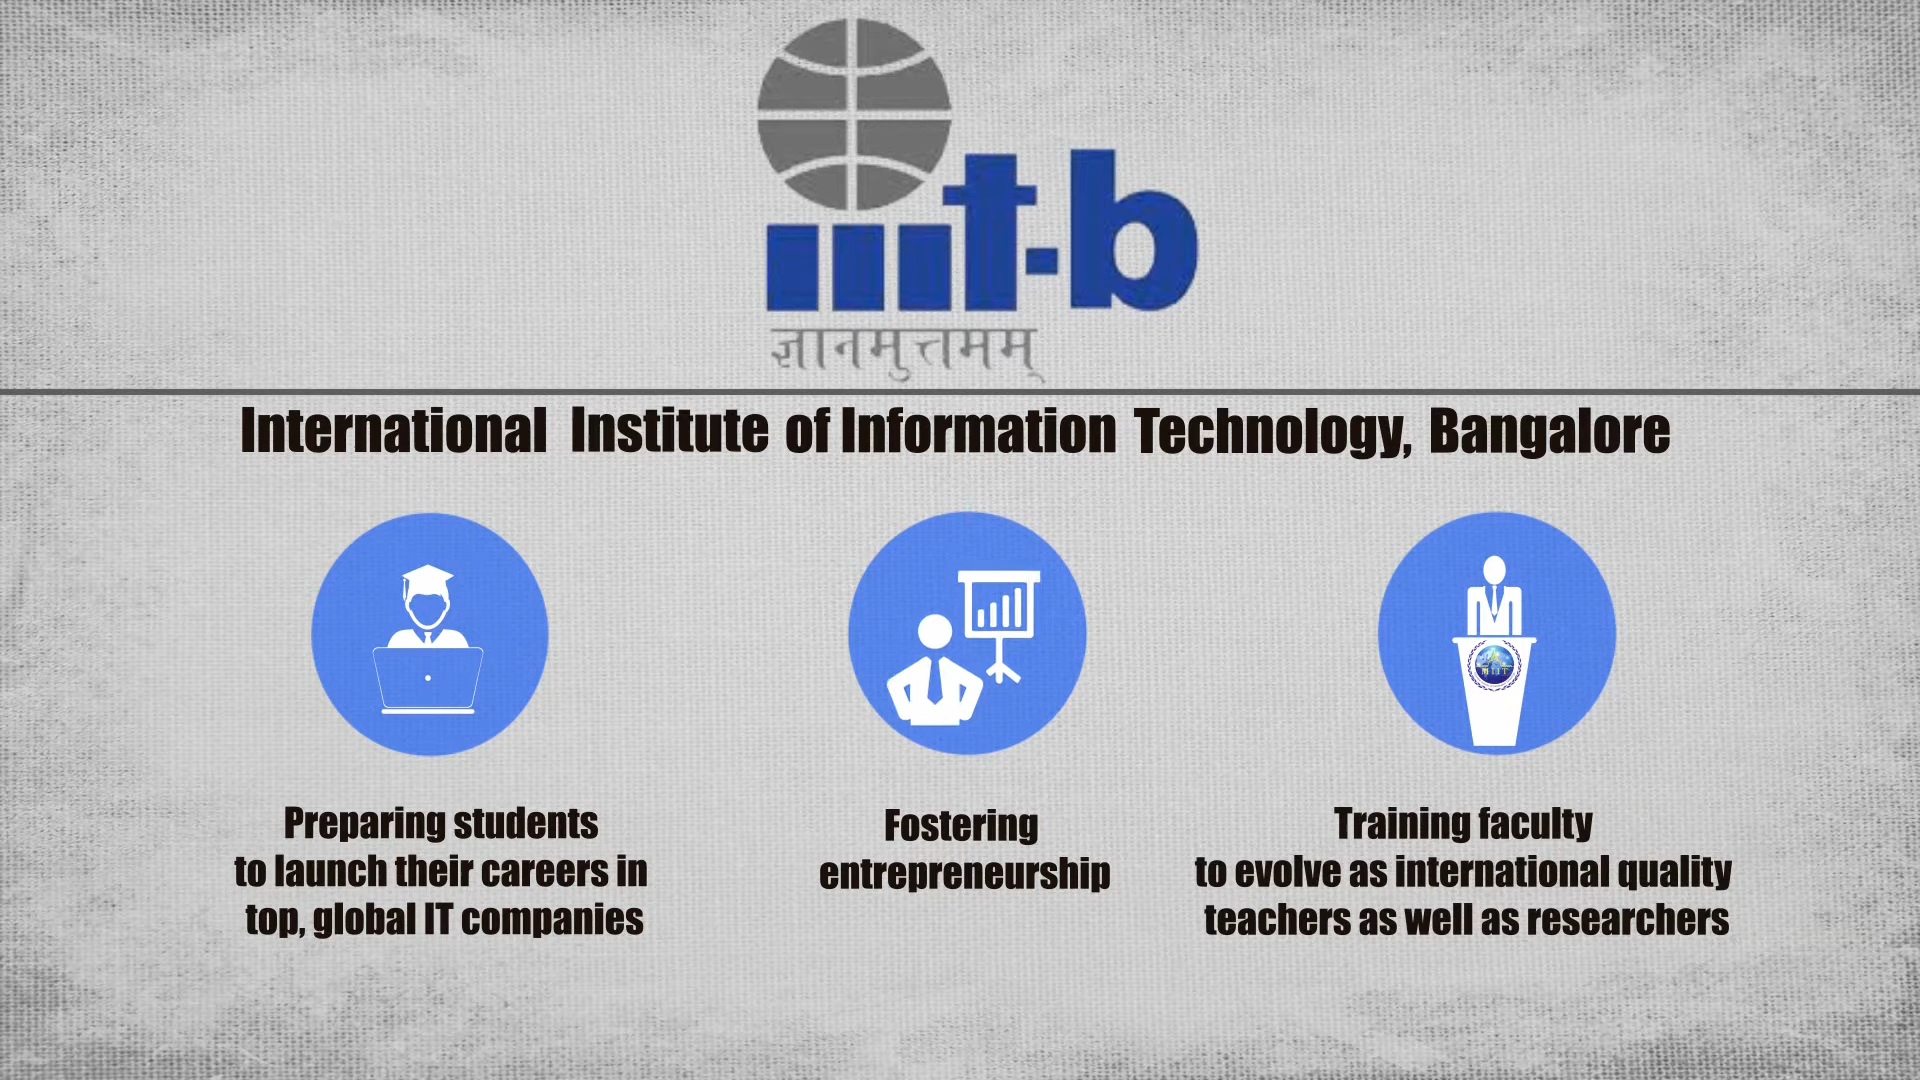 iiit-b
ज्ञानमुत्तमम्
International Institute of Information Technology, Bangalore
Preparing students
to launch their careers in
top, global IT companies
Fostering
entrepreneurship
Training faculty
to evolve as international quality
teachers as well as researchers